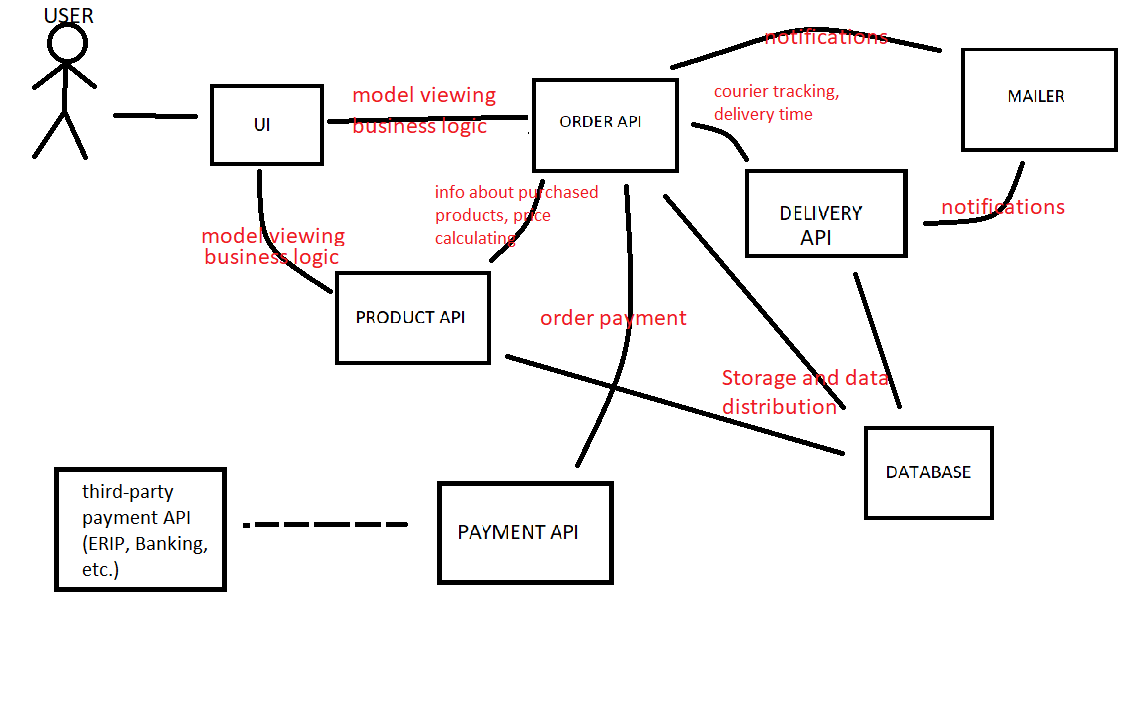 USER
notifications
model viewing
business logic
UI
ORDER API
courier tracking,
delivery time
MAILER
info about purchased
products, price
calculating
DELIVERY
API
notifications
model viewing
business logic
PRODUCT API
order payment
Storage and data
distribution
DATABASE
third-party
payment API
(ERIP, Banking,
etc.)
PAYMENT API